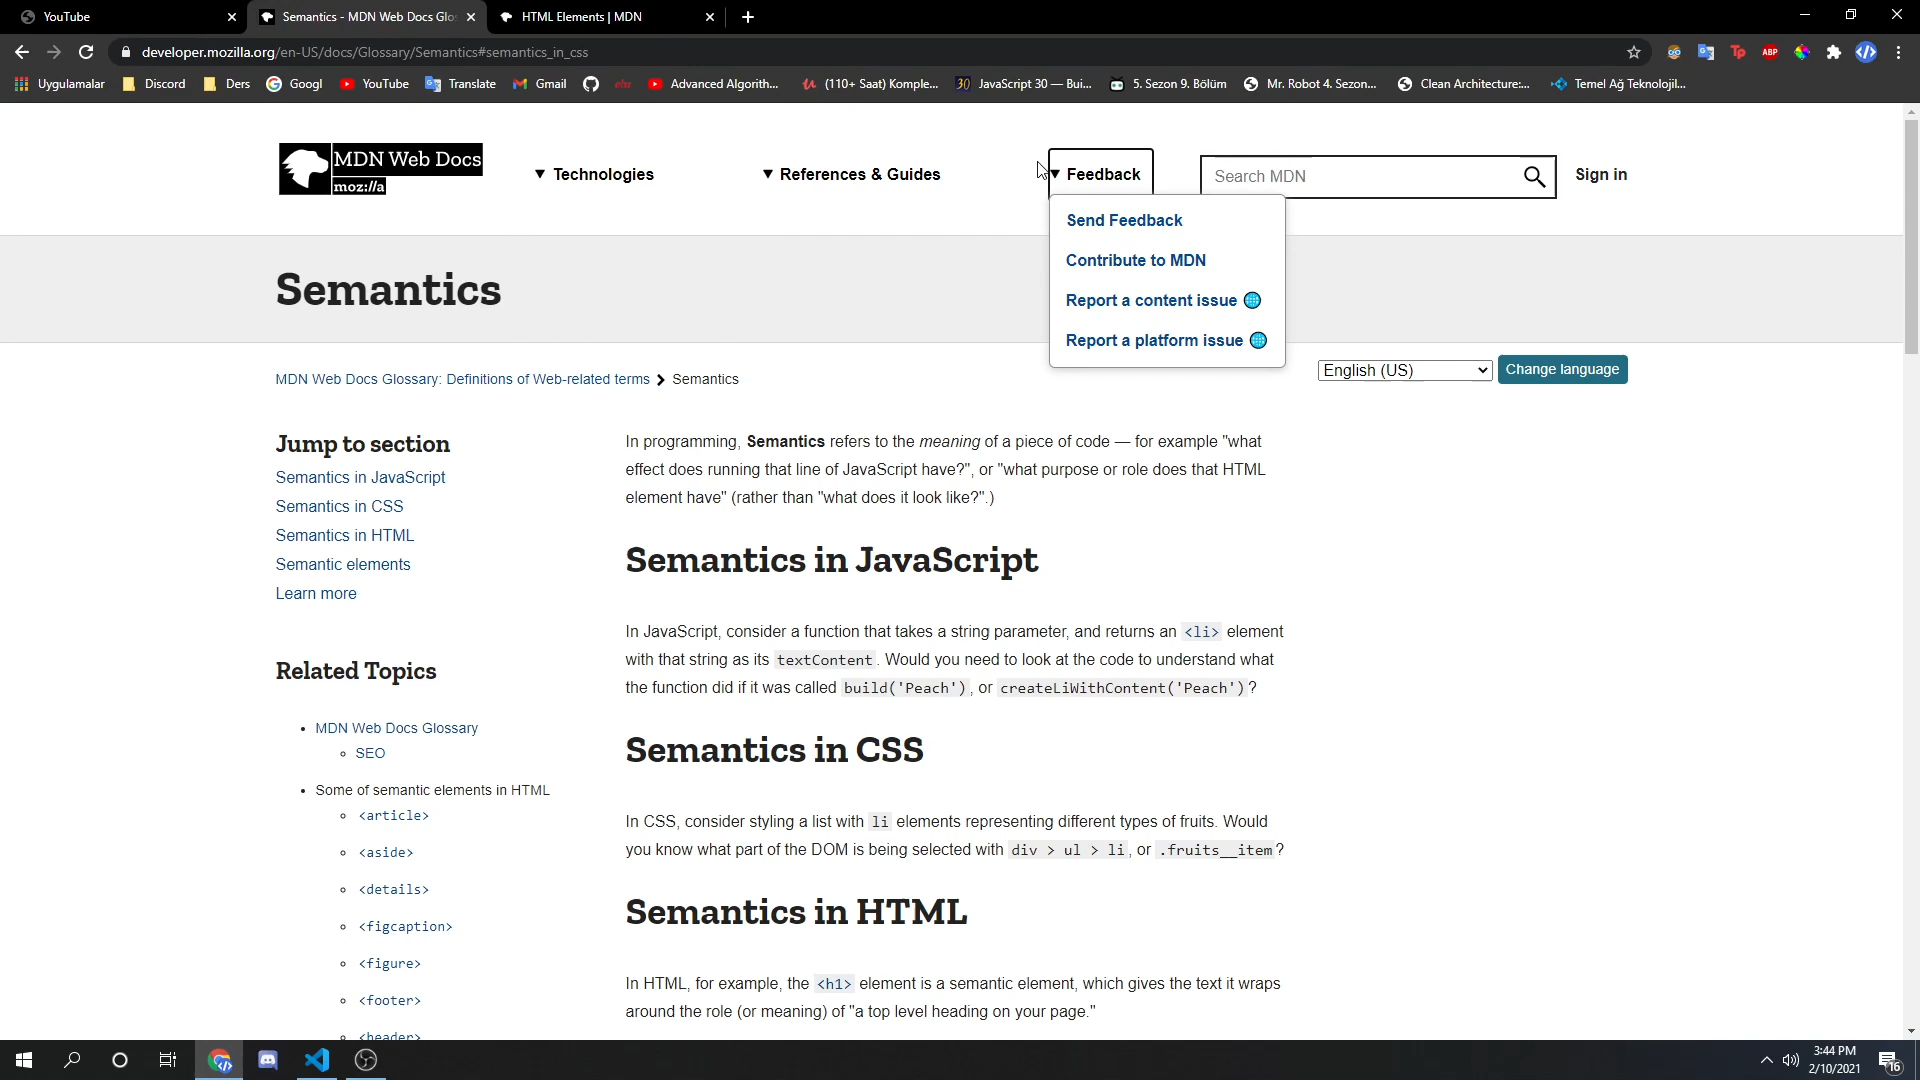 YouTube
Semantics - MDN Web Docs Glos
HTML Elements | MDN
developer.mozilla.org/en-US/docs/Glossary/Semantics#semantics_in_css
Uygulamalar
Discord
Ders
Googl
YouTube
Translate
Gmail
Advanced Algorith...
(110+ Saat) Komple...
30
JavaScript 30 — Bui...
5. Sezon 9. Bölüm
Mr. Robot 4. Sezon...
Clean Architecture:...
Temel Ağ Teknolojil...
Tp
ABP
MDN Web Docs
moz://a
▼ Technologies
▼ References & Guides
▼ Feedback
Search MDN
Sign in
Send Feedback
Contribute to MDN
Report a content issue
Report a platform issue
Semantics
MDN Web Docs Glossary: Definitions of Web-related terms
Semantics
English (US)
Change language
Jump to section
Semantics in JavaScript
Semantics in CSS
Semantics in HTML
Semantic elements
Learn more
Related Topics
MDN Web Docs Glossary
SEO
Some of semantic elements in HTML
<article>
<aside>
<details>
<figcaption>
<figure>
<footer>
<header>
In programming, Semantics refers to the meaning of a piece of code — for example "what
effect does running that line of JavaScript have?", or "what purpose or role does that HTML
element have" (rather than "what does it look like?".)
Semantics in JavaScript
In JavaScript, consider a function that takes a string parameter, and returns an <li> element
with that string as its textContent. Would you need to look at the code to understand what
the function did if it was called build('Peach'), or createLiWithContent('Peach')?
Semantics in CSS
In CSS, consider styling a list with li elements representing different types of fruits. Would
you know what part of the DOM is being selected with div > ul > li, or .fruits__item?
Semantics in HTML
In HTML, for example, the <h1> element is a semantic element, which gives the text it wraps
around the role (or meaning) of "a top level heading on your page."
3:44 PM
2/10/2021
16